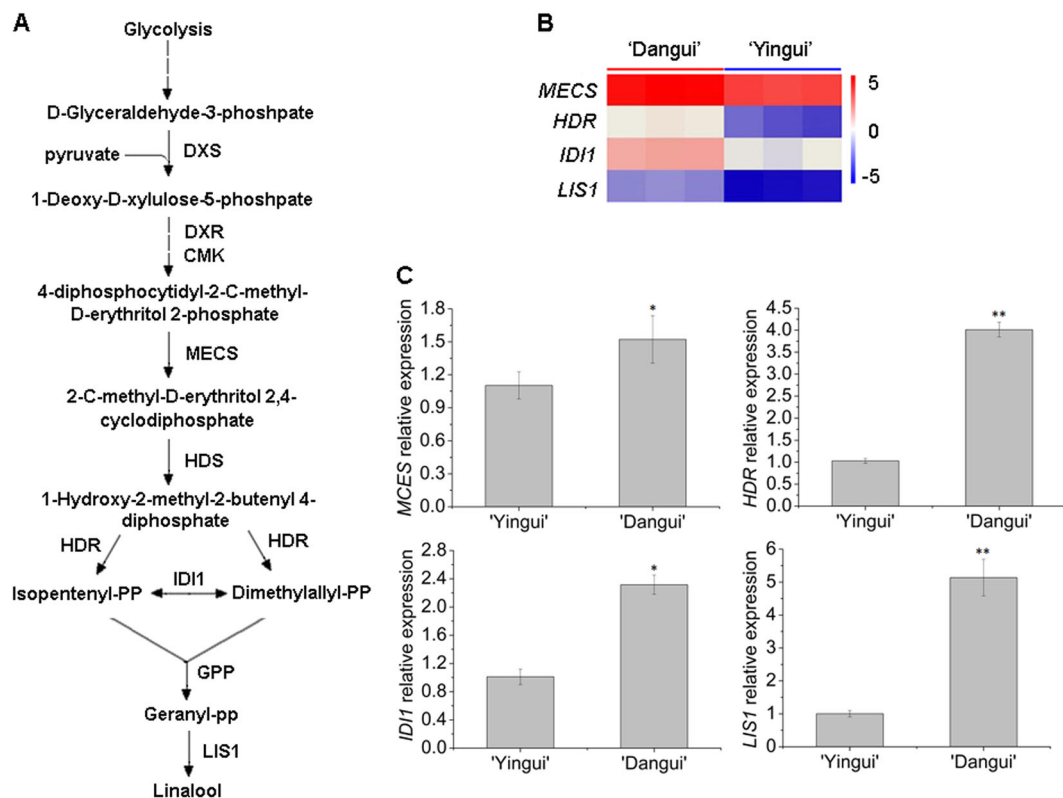 A
Glycolysis
D-Glyceraldehyde-3-phoshpate
pyruvate
DXS
1-Deoxy-D-xylulose-5-phoshpate
DXR
CMK
4-diphosphocytidyl-2-C-methyl-
D-erythritol 2-phosphate
MECS
2-C-methyl-D-erythritol 2,4-
cyclodiphosphate
HDS
1-Hydroxy-2-methyl-2-butenyl 4-
diphosphate
HDR
HDR
Isopentenyl-PP
IDI1
Dimethylallyl-PP
GPP
Geranyl-pp
LIS1
Linalool
B
'Dangui'
'Yingui'
MECS
HDR
IDI1
LIS1
5
0
-5
C
MCES relative expression
1.8
1.5
1.2
0.9
0.6
0.3
0.0
*
'Yingui'
'Dangui'
HDR relative expression
4.5
4.0
3.5
3.0
2.5
2.0
1.5
1.0
0.5
0.0
**
'Yingui'
'Dangui'
IDI1 relative expression
2.8
2.4
2.0
1.6
1.2
0.8
0.4
0.0
*
'Yingui'
'Dangui'
LIS1 relative expression
6
5
4
3
2
1
0
**
'Yingui'
'Dangui'